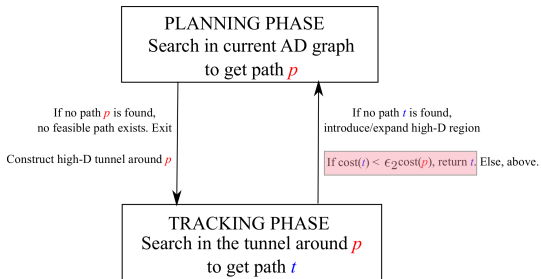 PLANNING PHASE
Search in current AD graph
to get path p
If no path p is found,
no feasible path exists. Exit
Construct high-D tunnel around p
If no path t is found,
introduce/expand high-D region
If cost(t) < ϵ2cost(p), return t. Else, above.
TRACKING PHASE
Search in the tunnel around p
to get path t